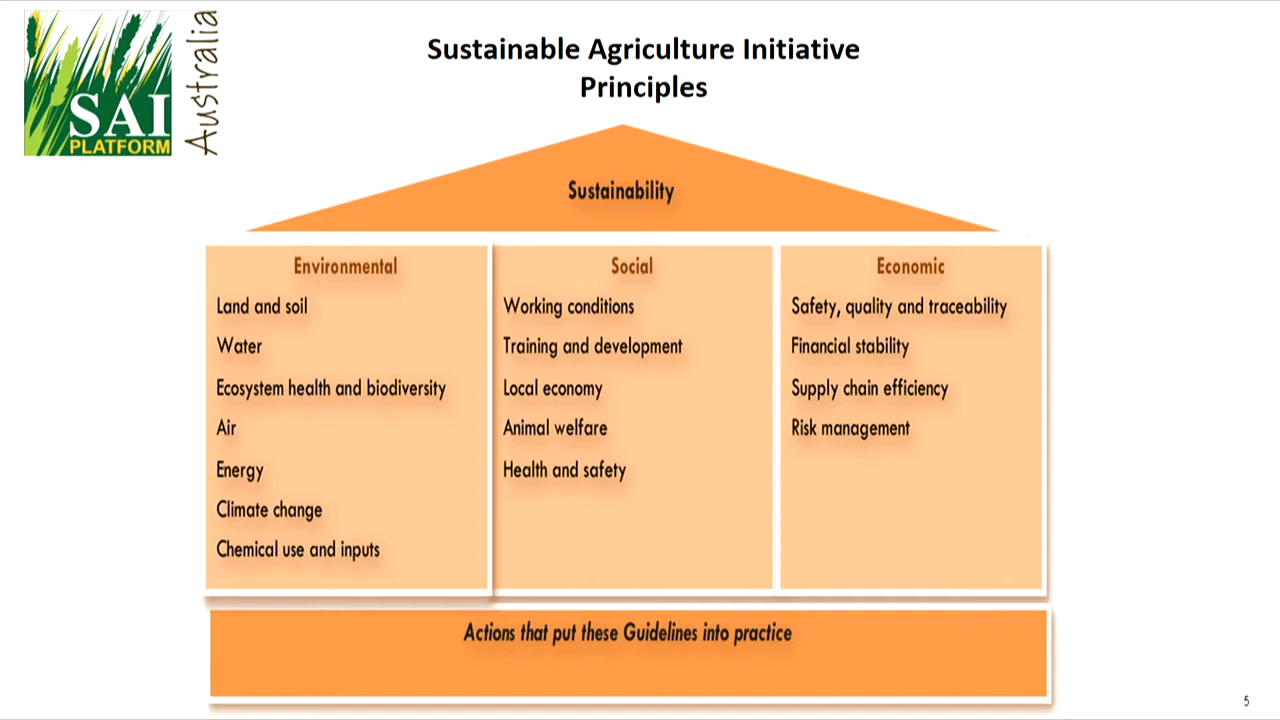 SAI
PLATFORM
Australia
Sustainable Agriculture Initiative
Principles
Sustainability
Environmental
Land and soil
Water
Ecosystem health and biodiversity
Air
Energy
Climate change
Chemical use and inputs
Social
Working conditions
Training and development
Local economy
Animal welfare
Health and safety
Economic
Safety, quality and traceability
Financial stability
Supply chain efficiency
Risk management
Actions that put these Guidelines into practice
5